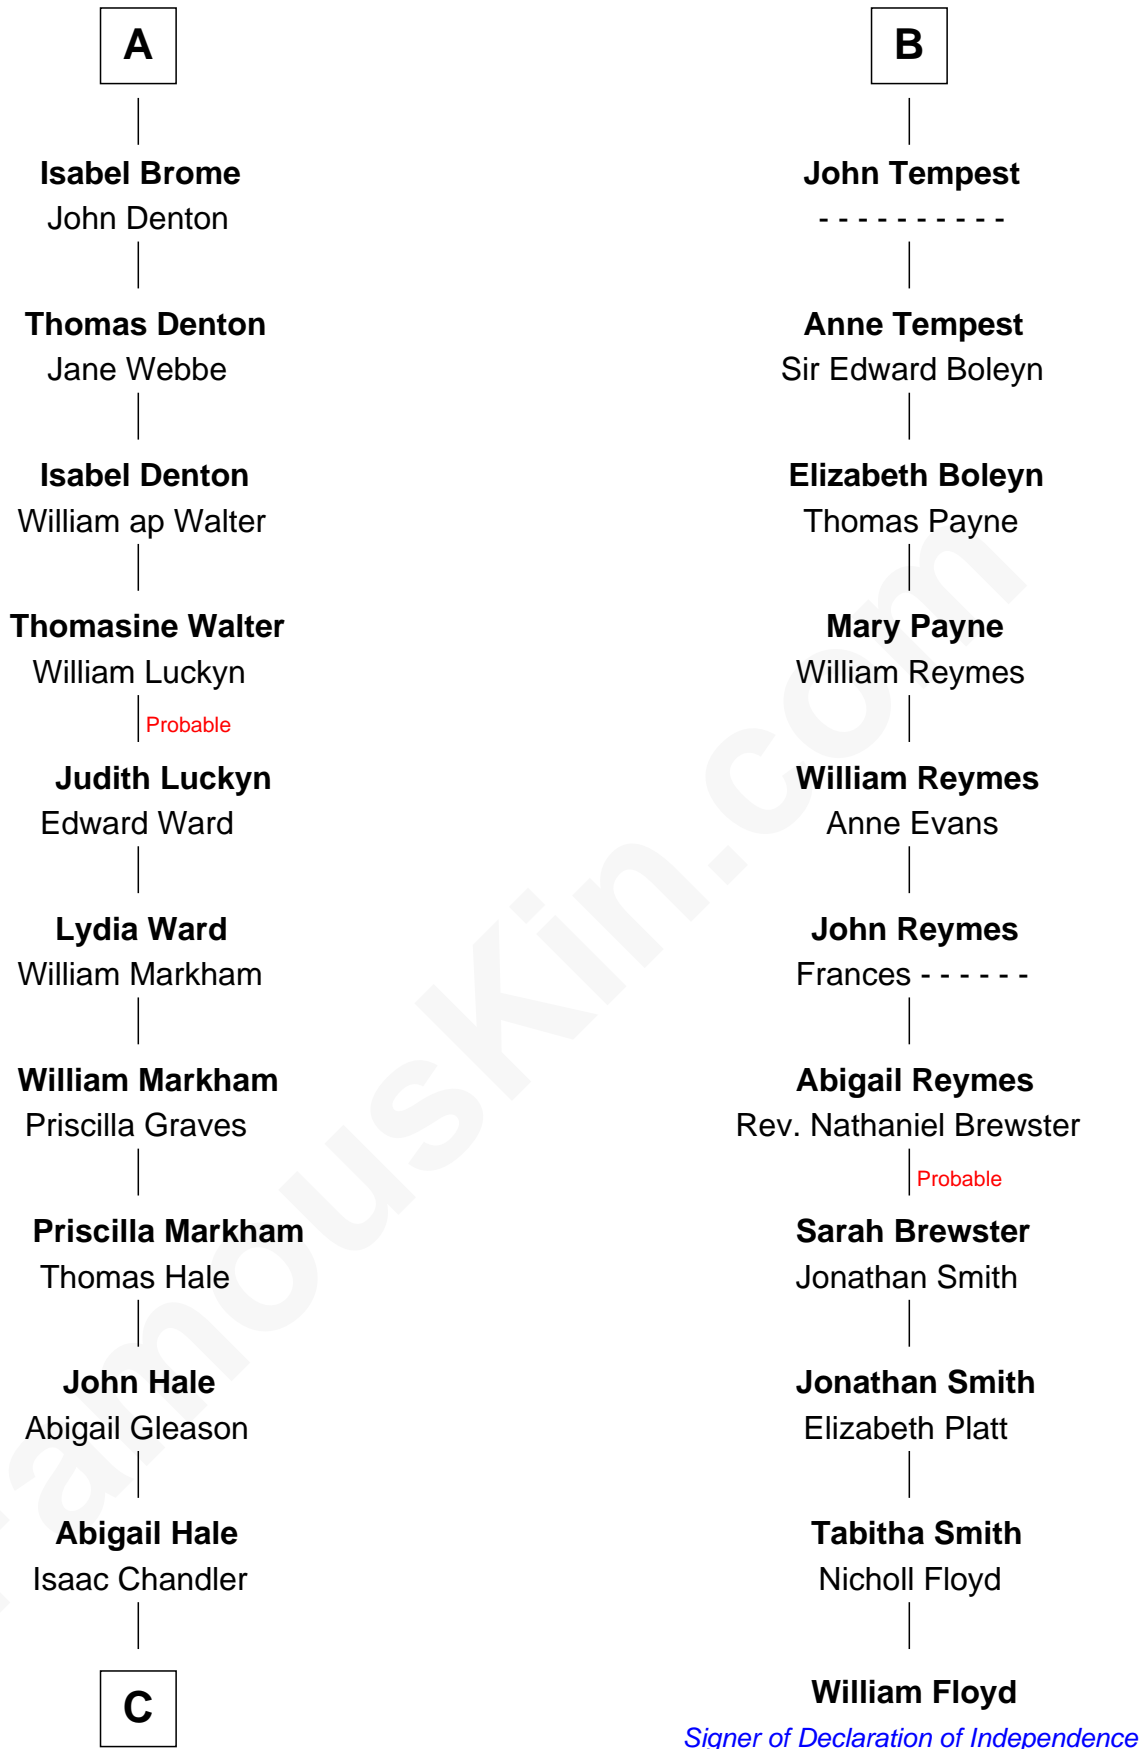 A
Isabel Brome
John Denton
Thomas Denton
Jane Webbe
Isabel Denton
William ap Walter
Thomasine Walter
William Luckyn
Probable
Judith Luckyn
Edward Ward
Lydia Ward
William Markham
William Markham
Priscilla Graves
Priscilla Markham
Thomas Hale
John Hale
Abigail Gleason
Abigail Hale
Isaac Chandler
C
B
John Tempest
- - - - - - - - - -
Anne Tempest
Sir Edward Boleyn
Elizabeth Boleyn
Thomas Payne
Mary Payne
William Reymes
William Reymes
Anne Evans
John Reymes
Frances - - - - - -
Abigail Reymes
Rev. Nathaniel Brewster
Probable
Sarah Brewster
Jonathan Smith
Jonathan Smith
Elizabeth Platt
Tabitha Smith
Nicholl Floyd
William Floyd
Signer of Declaration of Independence
FamousKin.com